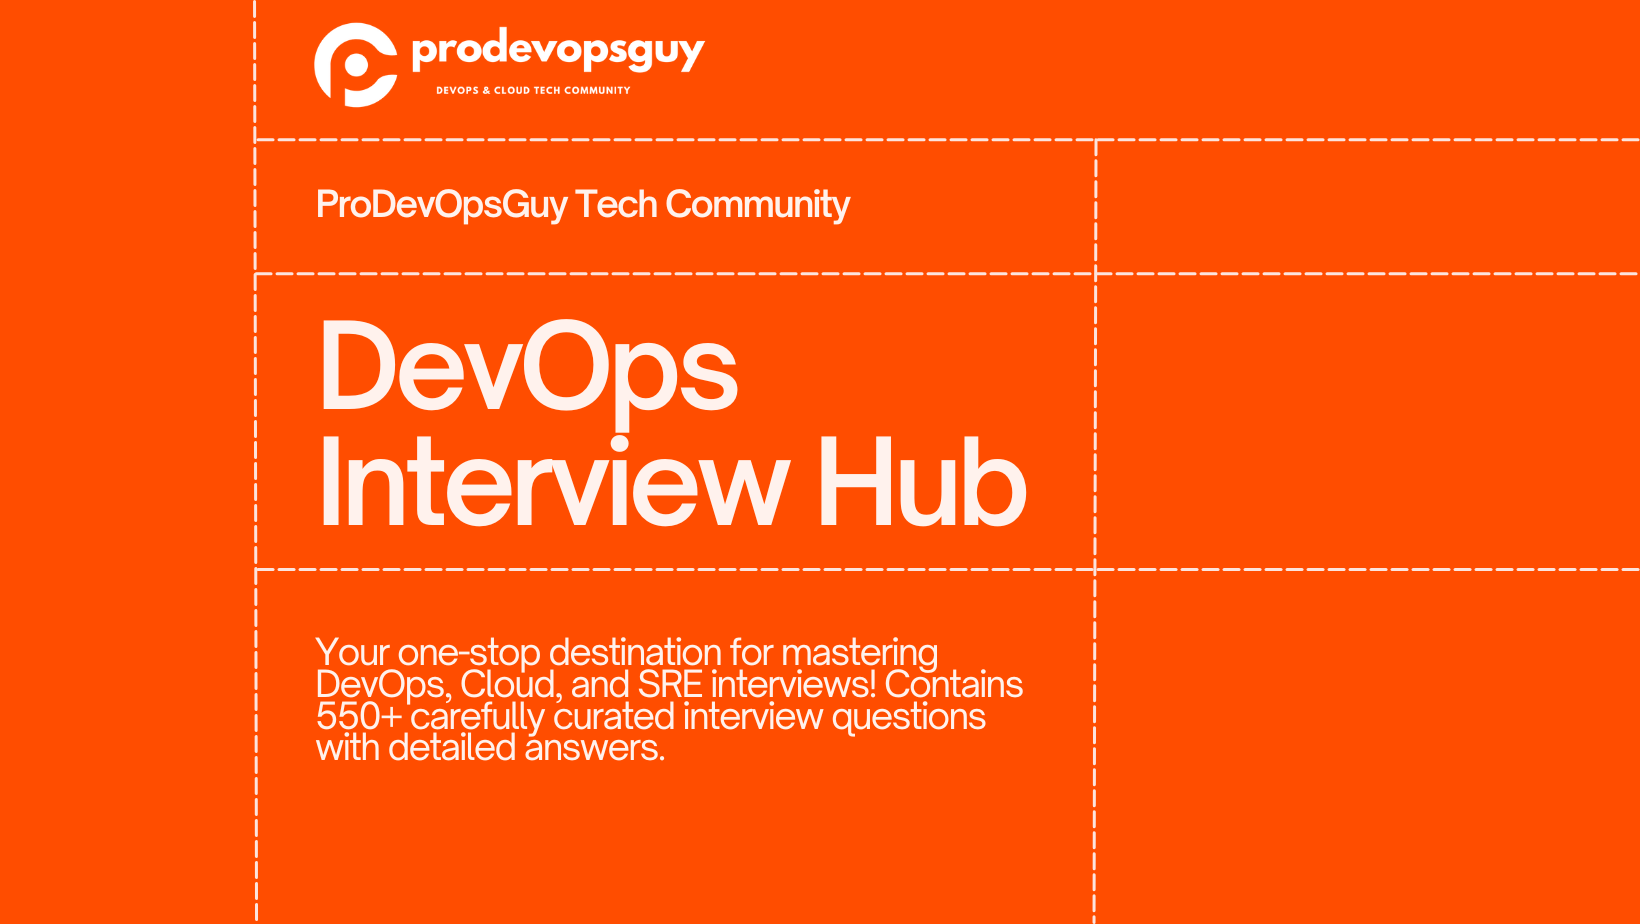 prodevopsguy
DEVOPS & CLOUD TECH COMMUNITY
ProDevOpsGuy Tech Community
DevOps
Interview Hub
Your one-stop destination for mastering
DevOps, Cloud, and SRE interviews! Contains
550+ carefully curated interview questions
with detailed answers.